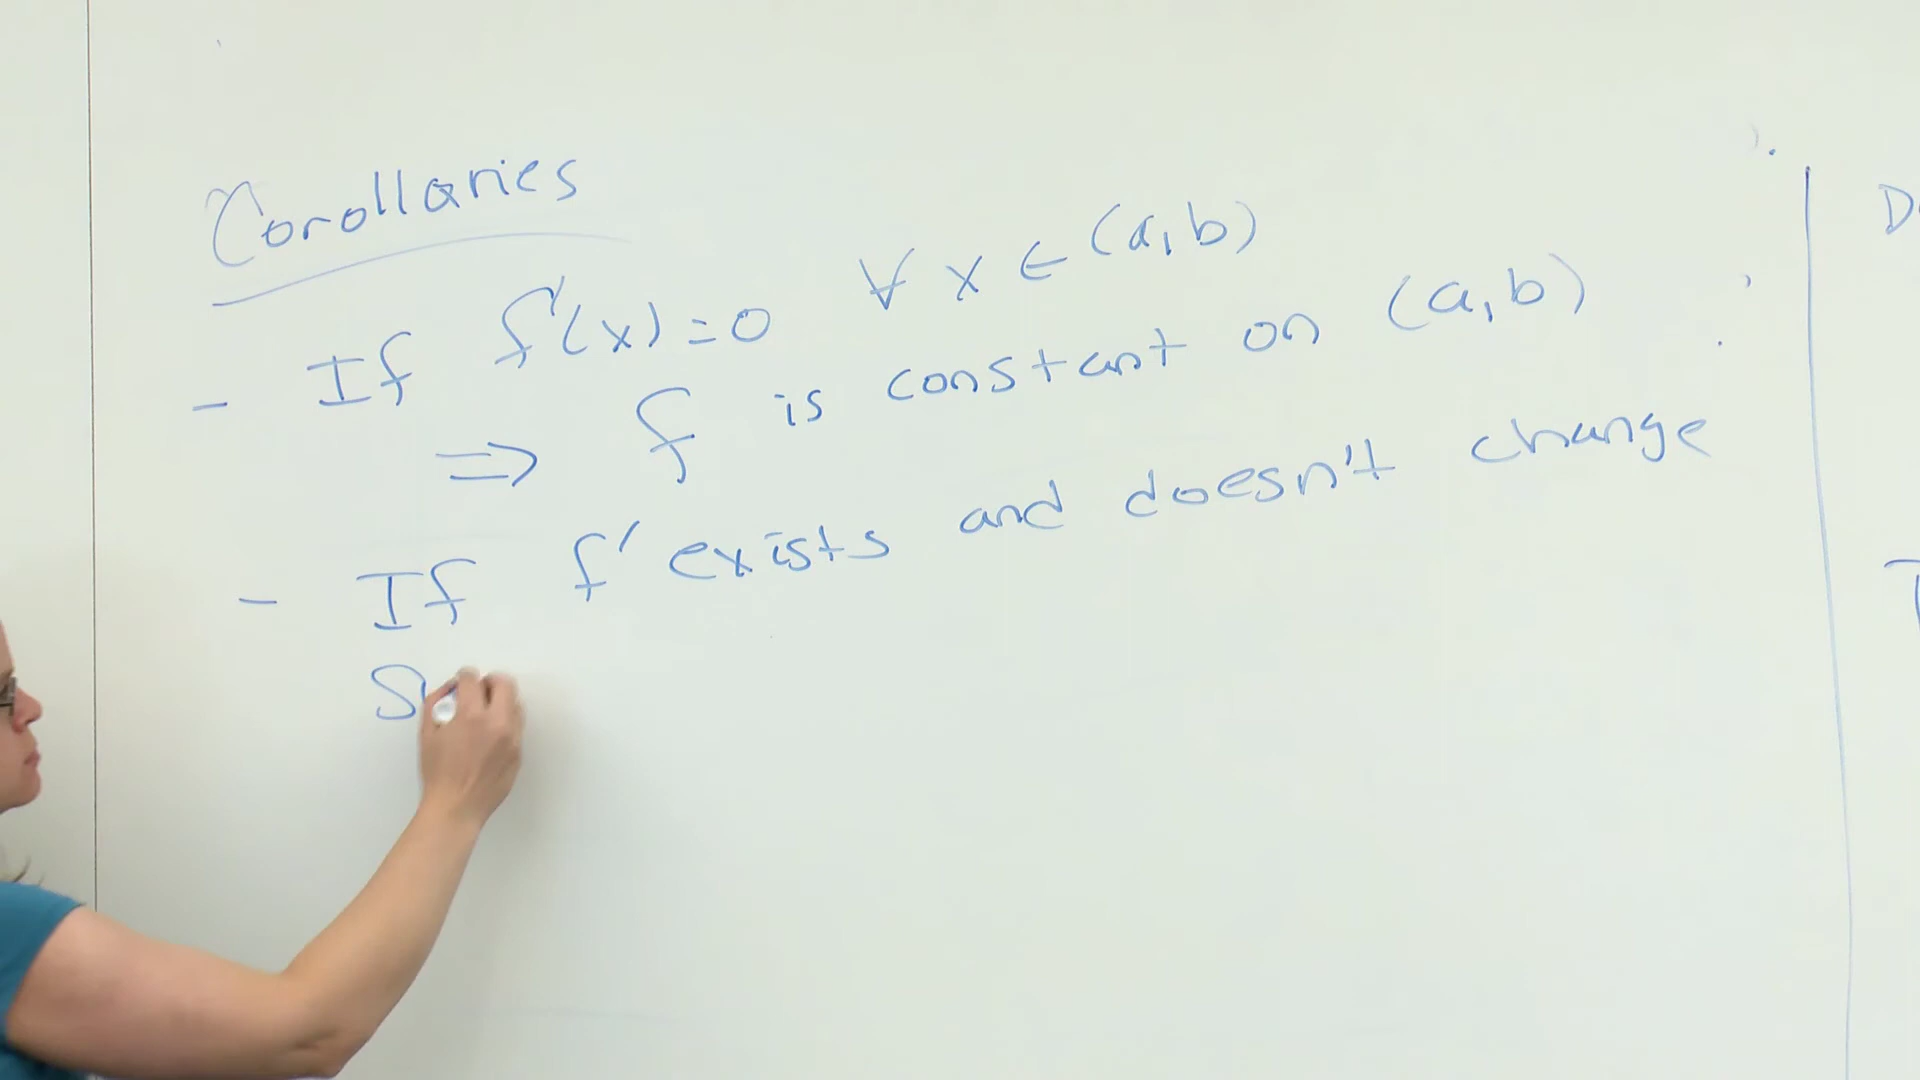 Corollaries
- If f'(x)=0 ∀ x ∈ (a,b)
⇒ f is constant on (a,b)
- If f' exists and doesn't change